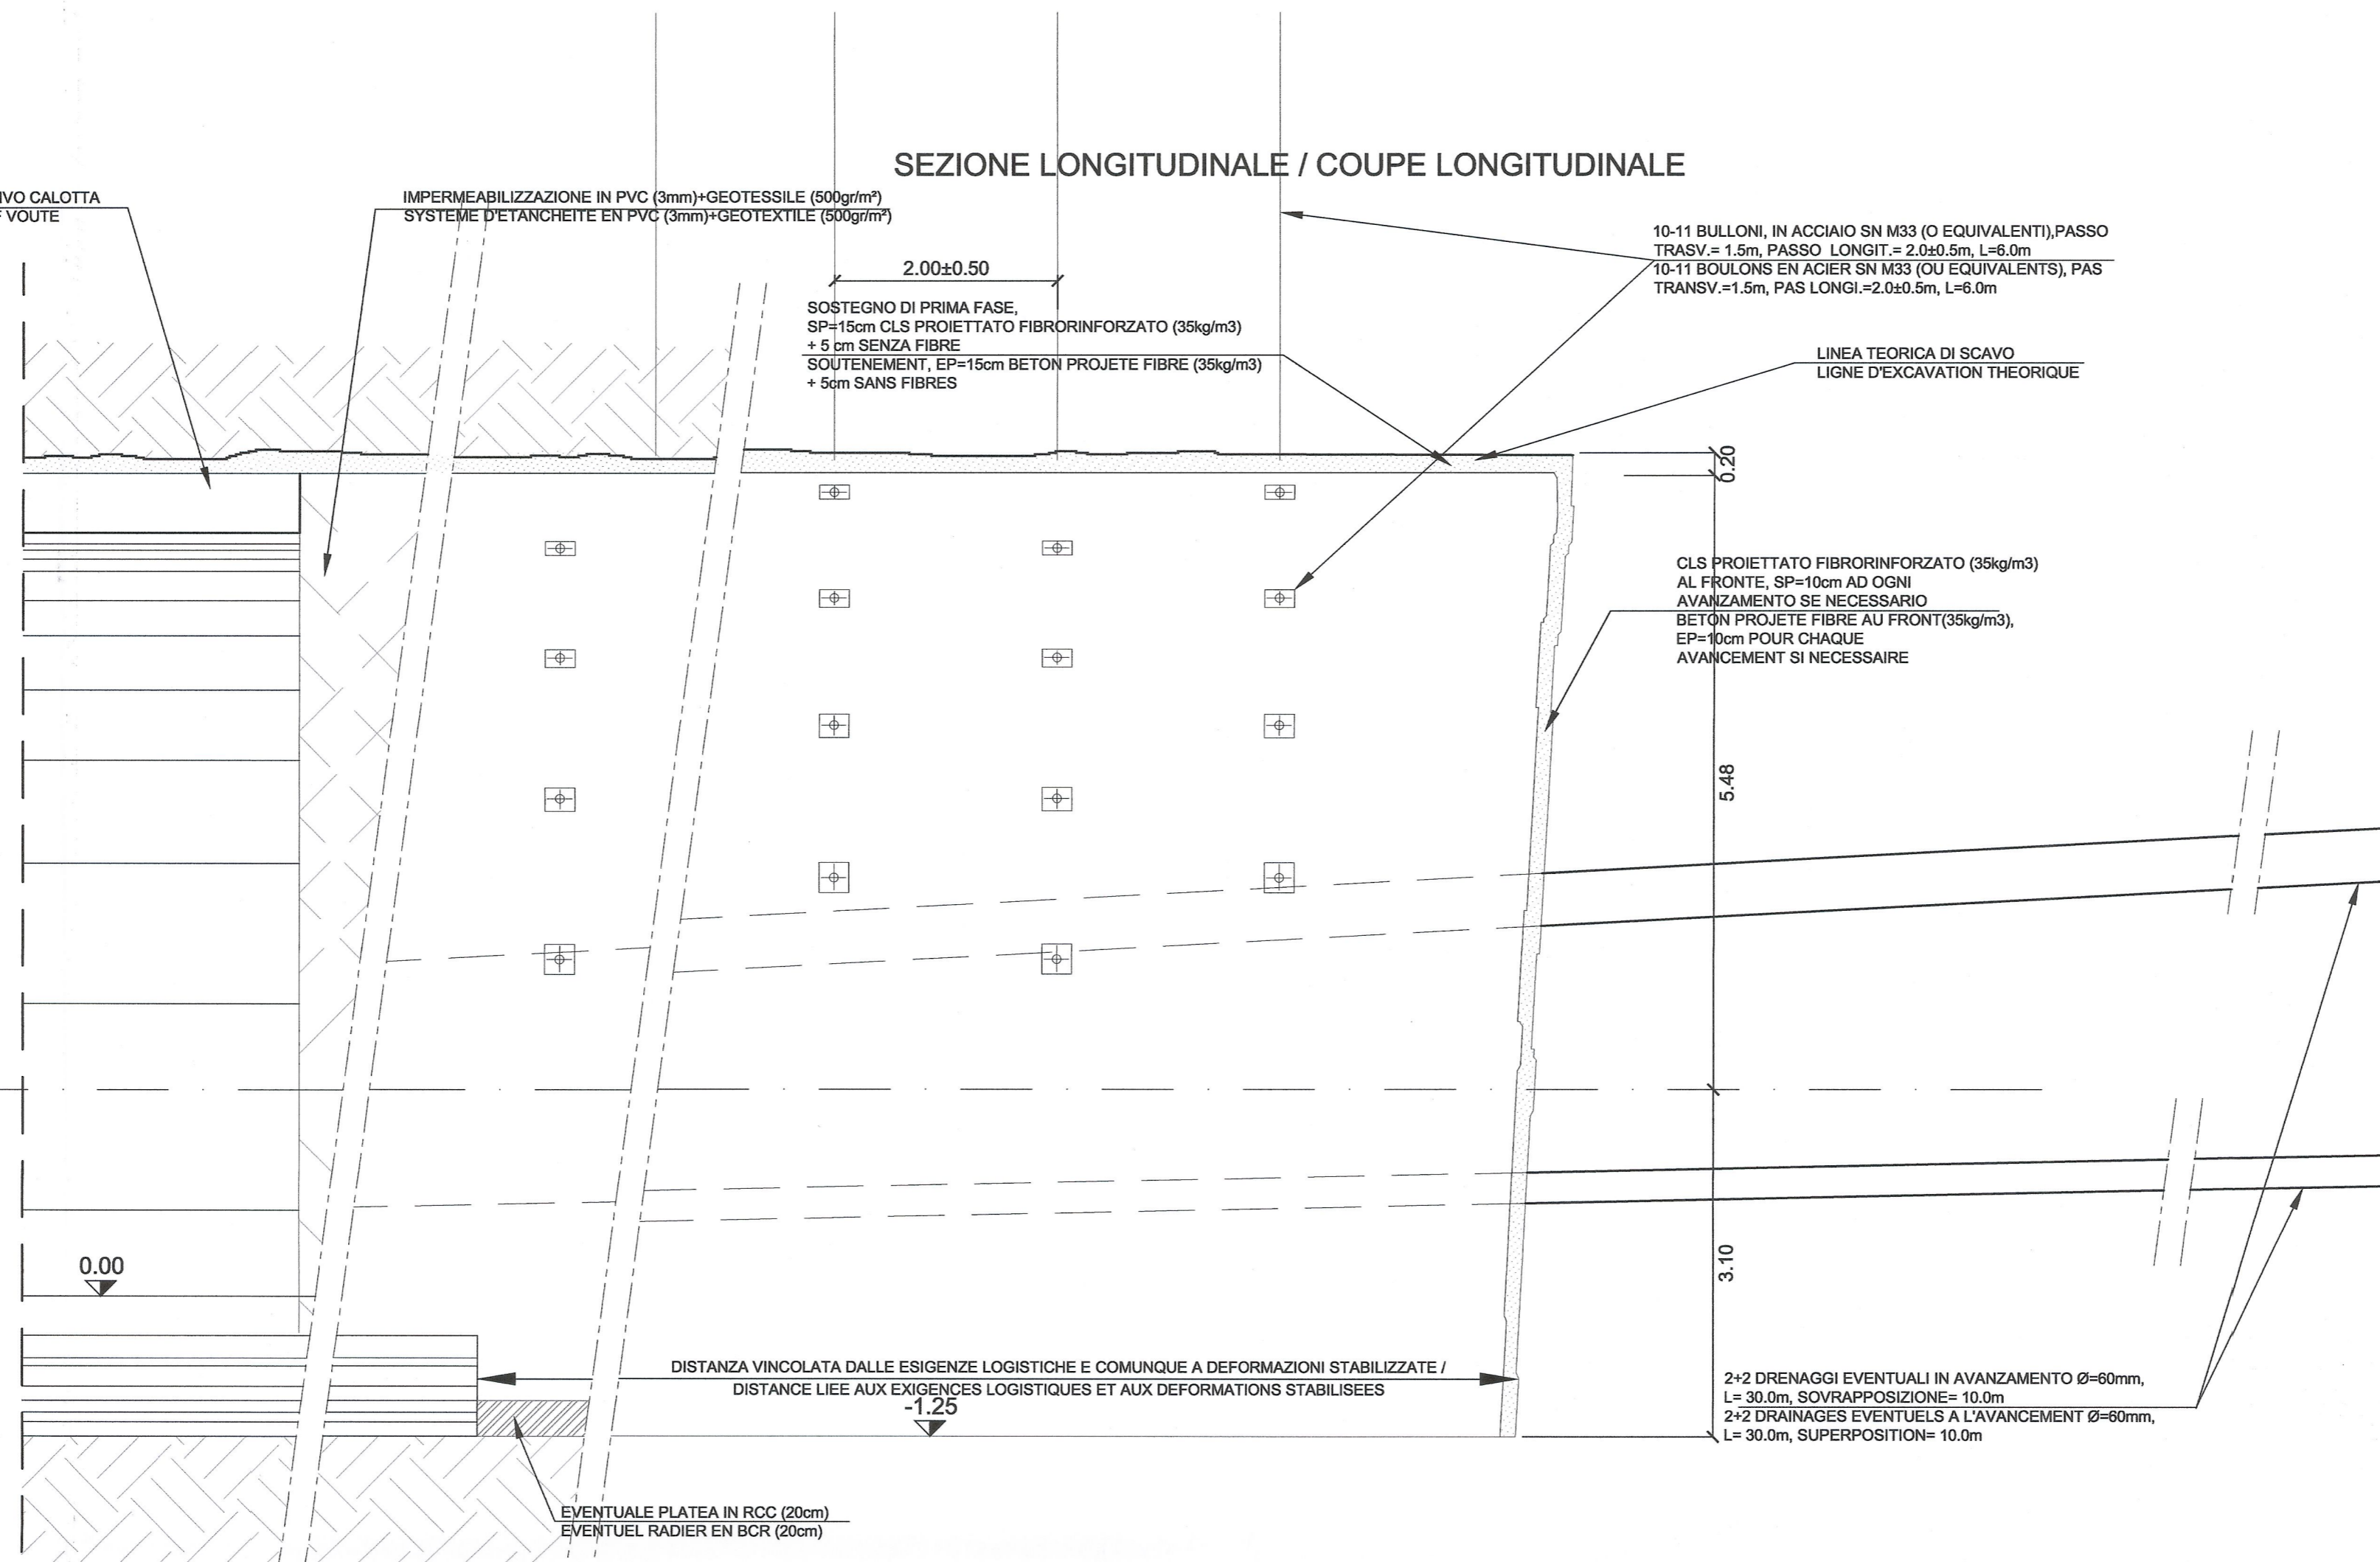 SEZIONE LONGITUDINALE / COUPE LONGITUDINALE
IVO CALOTTA
VOUTE
IMPERMEABILIZZAZIONE IN PVC (3mm)+GEOTESSILE (500gr/m²)
SYSTEME D'ETANCHEITE EN PVC (3mm)+GEOTEXTILE (500gr/m²)
10-11 BULLONI, IN ACCIAIO SN M33 (O EQUIVALENTI),PASSO
TRASV.= 1.5m, PASSO LONGIT.= 2.0±0.5m, L=6.0m
10-11 BOULONS EN ACIER SN M33 (OU EQUIVALENTS), PAS
TRANSV.=1.5m, PAS LONGI.=2.0±0.5m, L=6.0m
2.00±0.50
SOSTEGNO DI PRIMA FASE,
SP=15cm CLS PROIETTATO FIBRORINFORZATO (35kg/m3)
+ 5 cm SENZA FIBRE
SOUTENEMENT, EP=15cm BETON PROJETE FIBRE (35kg/m3)
+ 5cm SANS FIBRES
LINEA TEORICA DI SCAVO
LIGNE D'EXCAVATION THEORIQUE
0.20
CLS PROIETTATO FIBRORINFORZATO (35kg/m3)
AL FRONTE, SP=10cm AD OGNI
AVANZAMENTO SE NECESSARIO
BETON PROJETE FIBRE AU FRONT(35kg/m3),
EP=10cm POUR CHAQUE
AVANCEMENT SI NECESSAIRE
5.48
3.10
0.00
DISTANZA VINCOLATA DALLE ESIGENZE LOGISTICHE E COMUNQUE A DEFORMAZIONI STABILIZZATE /
DISTANCE LIEE AUX EXIGENCES LOGISTIQUES ET AUX DEFORMATIONS STABILISEES
-1.25
2+2 DRENAGGI EVENTUALI IN AVANZAMENTO Ø=60mm,
L= 30.0m, SOVRAPPOSIZIONE= 10.0m
2+2 DRAINAGES EVENTUELS A L'AVANCEMENT Ø=60mm,
L= 30.0m, SUPERPOSITION= 10.0m
EVENTUALE PLATEA IN RCC (20cm)
EVENTUEL RADIER EN BCR (20cm)